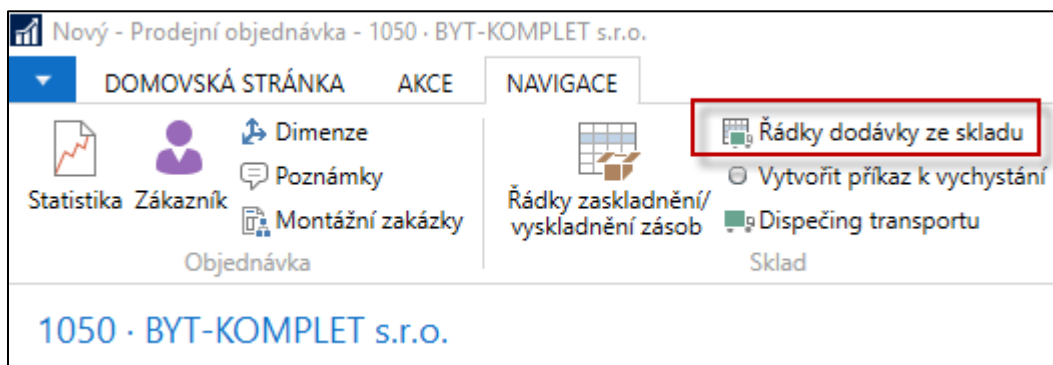 Nový - Prodejní objednávka - 1050 · BYT-KOMPLET s.r.o.
DOMOVSKÁ STRÁNKA AKCE NAVIGACE
Statistika
Zákazník
Dimenze
Poznámky
Montážní zakázky
Objednávka
Řádky zaskladnění/
vyskladnění zásob
Řádky dodávky ze skladu
Vytvořit příkaz k vychystání
Dispečing transportu
Sklad
1050 · BYT-KOMPLET s.r.o.